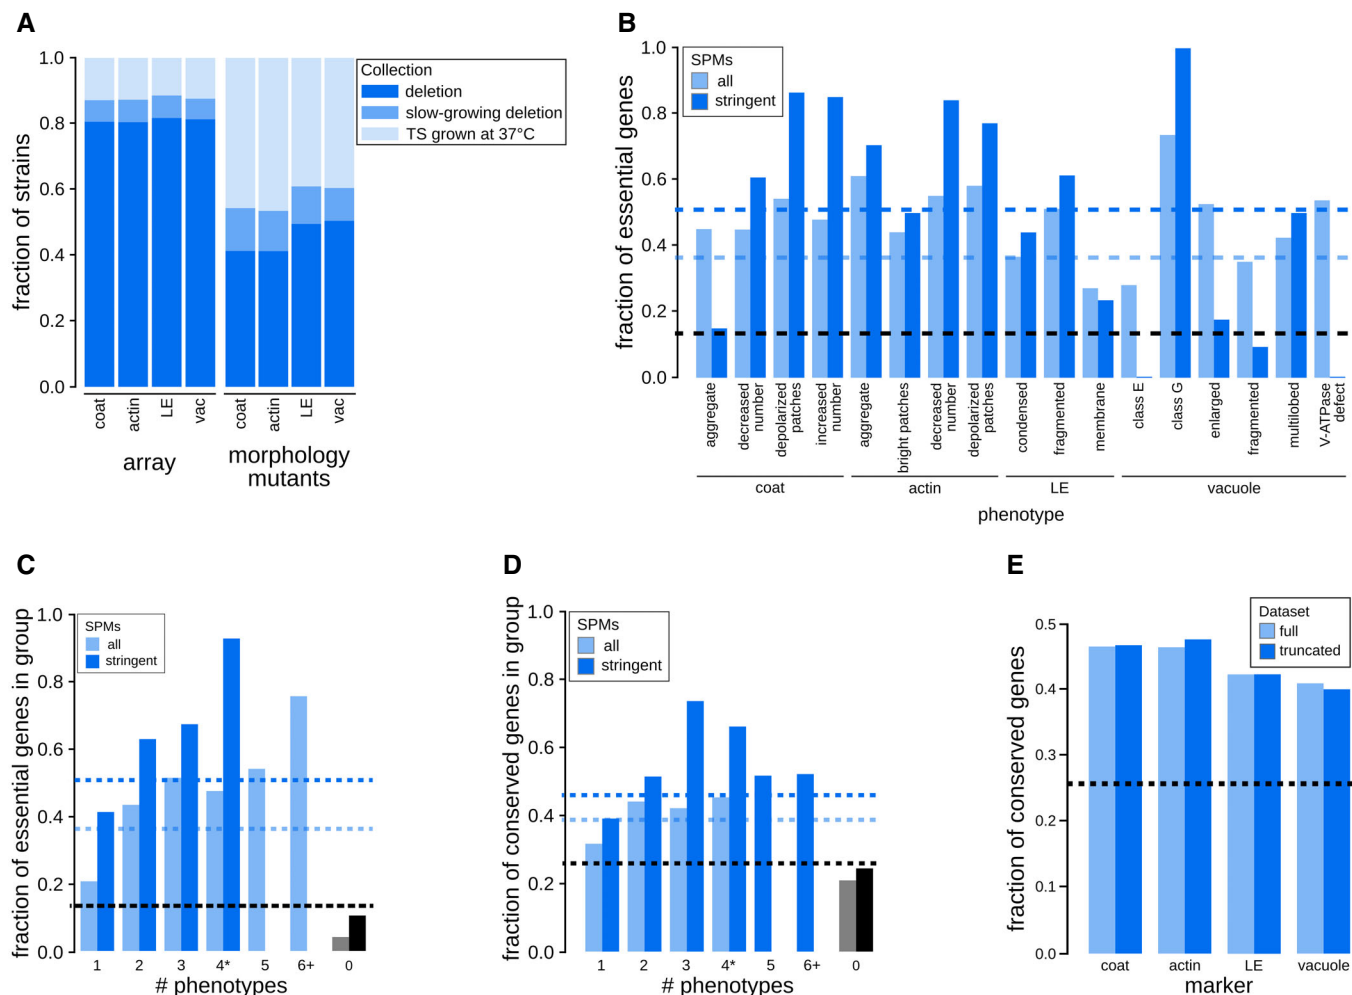 A
fraction of strains
1.0
0.8
0.6
0.4
0.2
0.0
coat
actin
LE
vac
coat
actin
LE
vac
array
morphology
mutants
Collection
deletion
slow-growing deletion
TS grown at 37°C
B
fraction of essential genes
1.0
0.8
0.6
0.4
0.2
0.0
SPMs
all
stringent
aggregate
decreased
number
depolarized
patches
increased
number
aggregate
bright patches
decreased
number
depolarized
patches
condensed
fragmented
membrane
class E
class G
enlarged
fragmented
multilobed
V-ATPase
defect
coat
actin
LE
vacuole
phenotype
C
fraction of essential genes in group
1.0
0.8
0.6
0.4
0.2
0.0
SPMs
all
stringent
1
2
3
4*
5
6+
0
# phenotypes
D
fraction of conserved genes in group
1.0
0.8
0.6
0.4
0.2
0.0
SPMs
all
stringent
1
2
3
4*
5
6+
0
# phenotypes
E
fraction of conserved genes
0.5
0.4
0.3
0.2
0.1
0.0
Dataset
full
truncated
coat
actin
LE
vacuole
marker